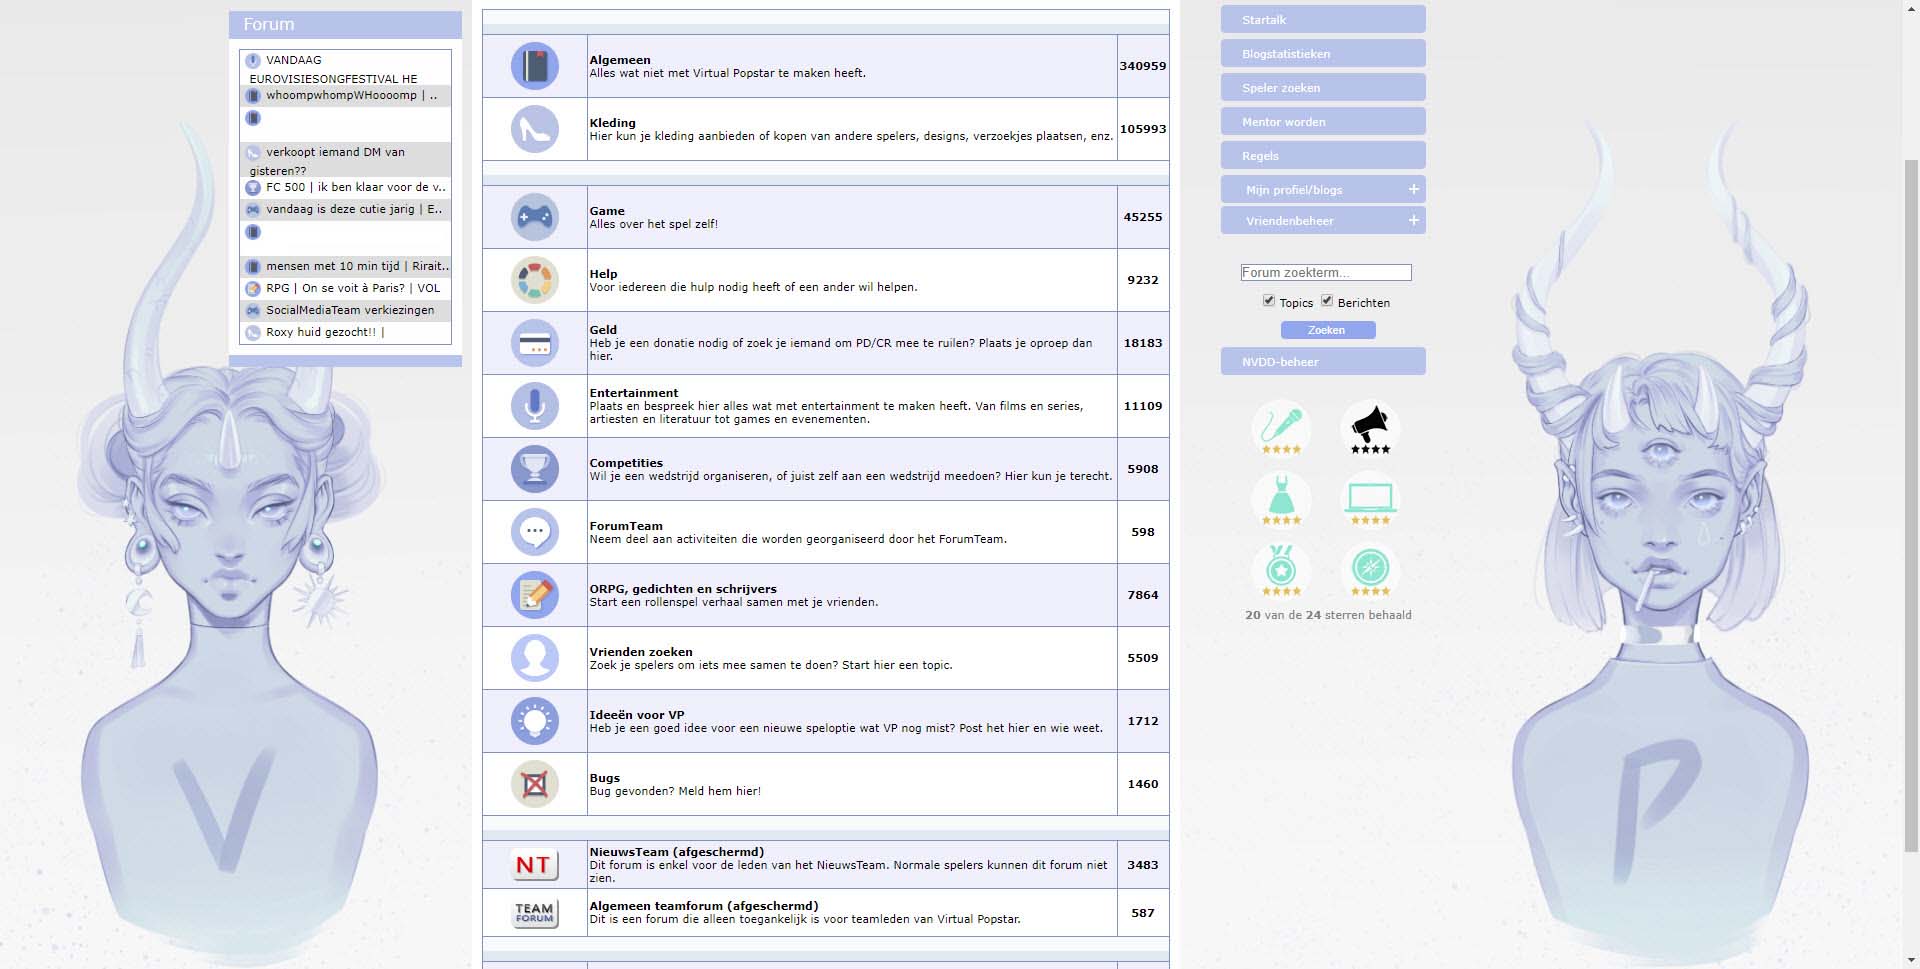 Forum
VANDAAG
EUROVISIESONGFESTIVAL HE
whoompwhompWHoooomp | ..
verkoopt iemand DM van
gisteren??
FC 500 | ik ben klaar voor de v..
vandaag is deze cutie jarig | E..
mensen met 10 min tijd | Rirait..
RPG | On se voit à Paris? | VOL
SocialMediaTeam verkiezingen
Roxy huid gezocht!! |
V
Algemeen
Alles wat niet met Virtual Popstar te maken heeft.
340959
Kleding
Hier kun je kleding aanbieden of kopen van andere spelers, designs, verzoekjes plaatsen, enz.
105993
Game
Alles over het spel zelf!
45255
Help
Voor iedereen die hulp nodig heeft of een ander wil helpen.
9232
Geld
Heb je een donatie nodig of zoek je iemand om PD/CR mee te ruilen? Plaats je oproep dan
hier.
18183
Entertainment
Plaats en bespreek hier alles wat met entertainment te maken heeft. Van films en series,
artiesten en literatuur tot games en evenementen.
11109
Competities
Wil je een wedstrijd organiseren, of juist zelf aan een wedstrijd meedoen? Hier kun je terecht.
5908
ForumTeam
Neem deel aan activiteiten die worden georganiseerd door het ForumTeam.
598
ORPG, gedichten en schrijvers
Start een rollenspel verhaal samen met je vrienden.
7864
Vrienden zoeken
Zoek je spelers om iets mee samen te doen? Start hier een topic.
5509
Ideeën voor VP
Heb je een goed idee voor een nieuwe speloptie wat VP nog mist? Post het hier en wie weet.
1712
Bugs
Bug gevonden? Meld hem hier!
1460
NT
NieuwsTeam (afgeschermd)
Dit forum is enkel voor de leden van het NieuwsTeam. Normale spelers kunnen dit forum niet
zien.
3483
TEAM
FORUM
Algemeen teamforum (afgeschermd)
Dit is een forum die alleen toegankelijk is voor teamleden van Virtual Popstar.
587
Startalk
Blogstatistieken
Speler zoeken
Mentor worden
Regels
Mijn profiel/blogs +
Vriendenbeheer +
Forum zoekterm...
Topics Berichten
Zoeken
NVDD-beheer
20 van de 24 sterren behaald
P